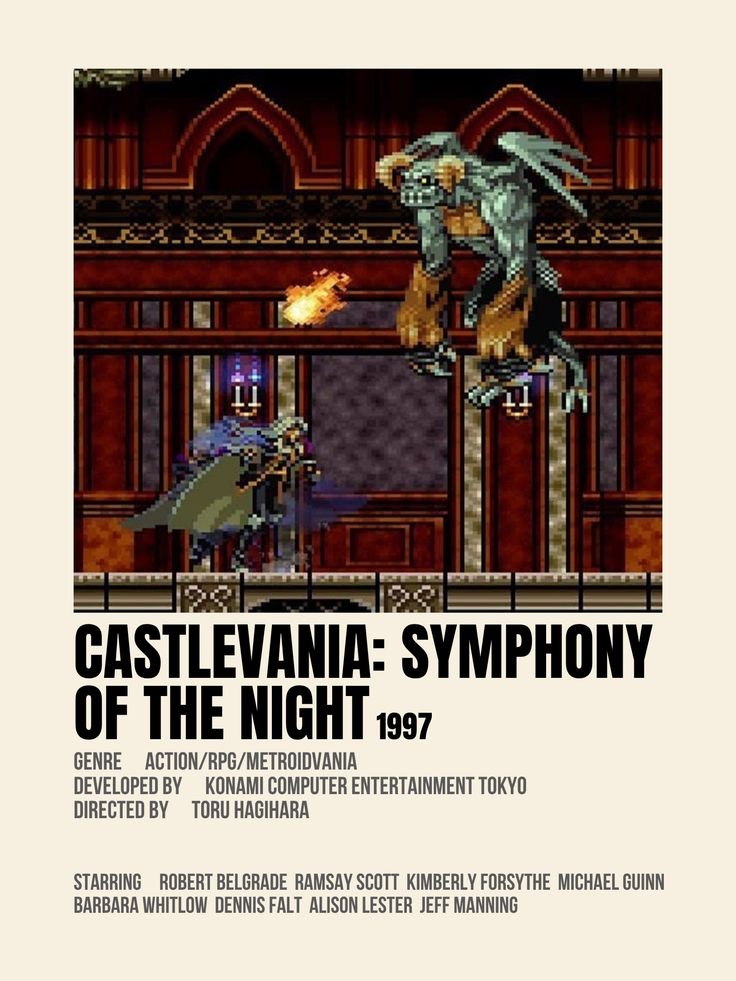 CASTLEVANIA: SYMPHONY
OF THE NIGHT 1997
GENRE ACTION/RPG/METROIDVANIA
DEVELOPED BY KONAMI COMPUTER ENTERTAINMENT TOKYO
DIRECTED BY TORU HAGIHARA
STARRING ROBERT BELGRADE RAMSAY SCOTT KIMBERLY FORSYTHE MICHAEL GUINN
BARBARA WHITLOW DENNIS FALT ALISON LESTER JEFF MANNING